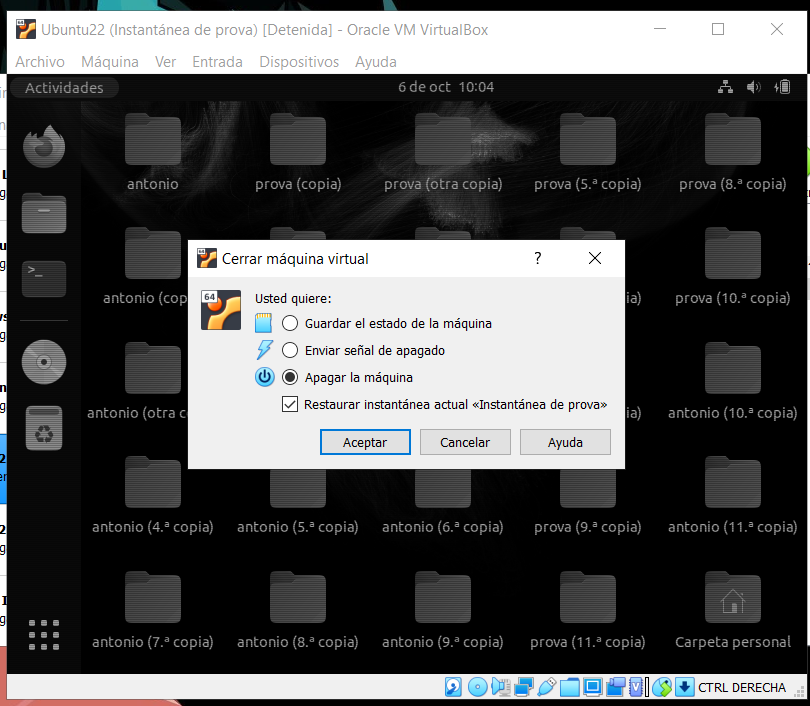 Ubuntu22 (Instantánea de prova) [Detenida] - Oracle VM VirtualBox
Archivo Máquina Ver Entrada Dispositivos Ayuda
Actividades 6 de oct 10:04
antonio prova (copia) prova (otra copia) prova (5.ª copia) prova (8.ª copia)
64 Cerrar máquina virtual ?
antonio (cop ia) prova (10.ª copia)
64 Usted quiere:
Guardar el estado de la máquina
Enviar señal de apagado
Apagar la máquina
Restaurar instantánea actual «Instantánea de prova»
antonio (otra c ia) antonio (10.ª copia)
Aceptar Cancelar Ayuda
antonio (4.ª copia) antonio (5.ª copia) antonio (6.ª copia) prova (9.ª copia) antonio (11.ª copia)
antonio (7.ª copia) antonio (8.ª copia) antonio (9.ª copia) prova (11.ª copia) Carpeta personal
CTRL DERECHA